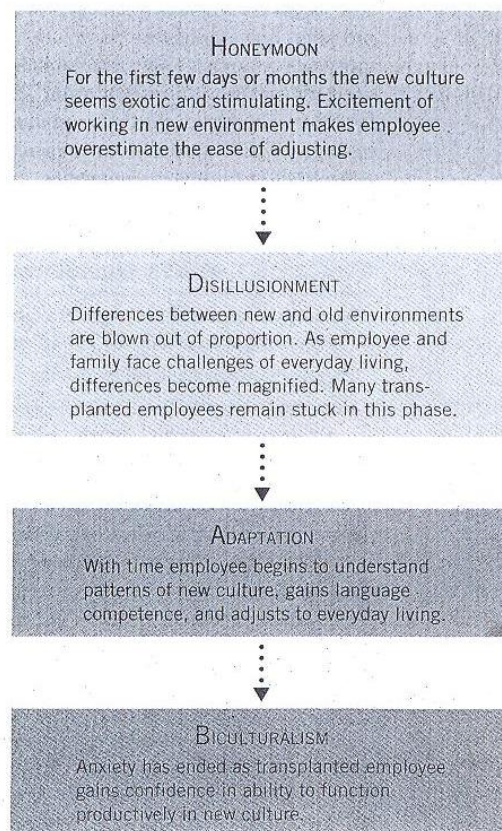 HONEYMOON
For the first few days or months the new culture
seems exotic and stimulating. Excitement of
working in new environment makes employee
overestimate the ease of adjusting.
DISILLUSIONMENT
Differences between new and old environments
are blown out of proportion. As employee and
family face challenges of everyday living,
differences become magnified. Many trans-
planted employees remain stuck in this phase.
ADAPTATION
With time employee begins to understand
patterns of new culture, gains language
competence, and adjusts to everyday living.
BICULTURALISM
Anxiety has ended as transplanted employee
gains confidence in ability to function
productively in new culture.